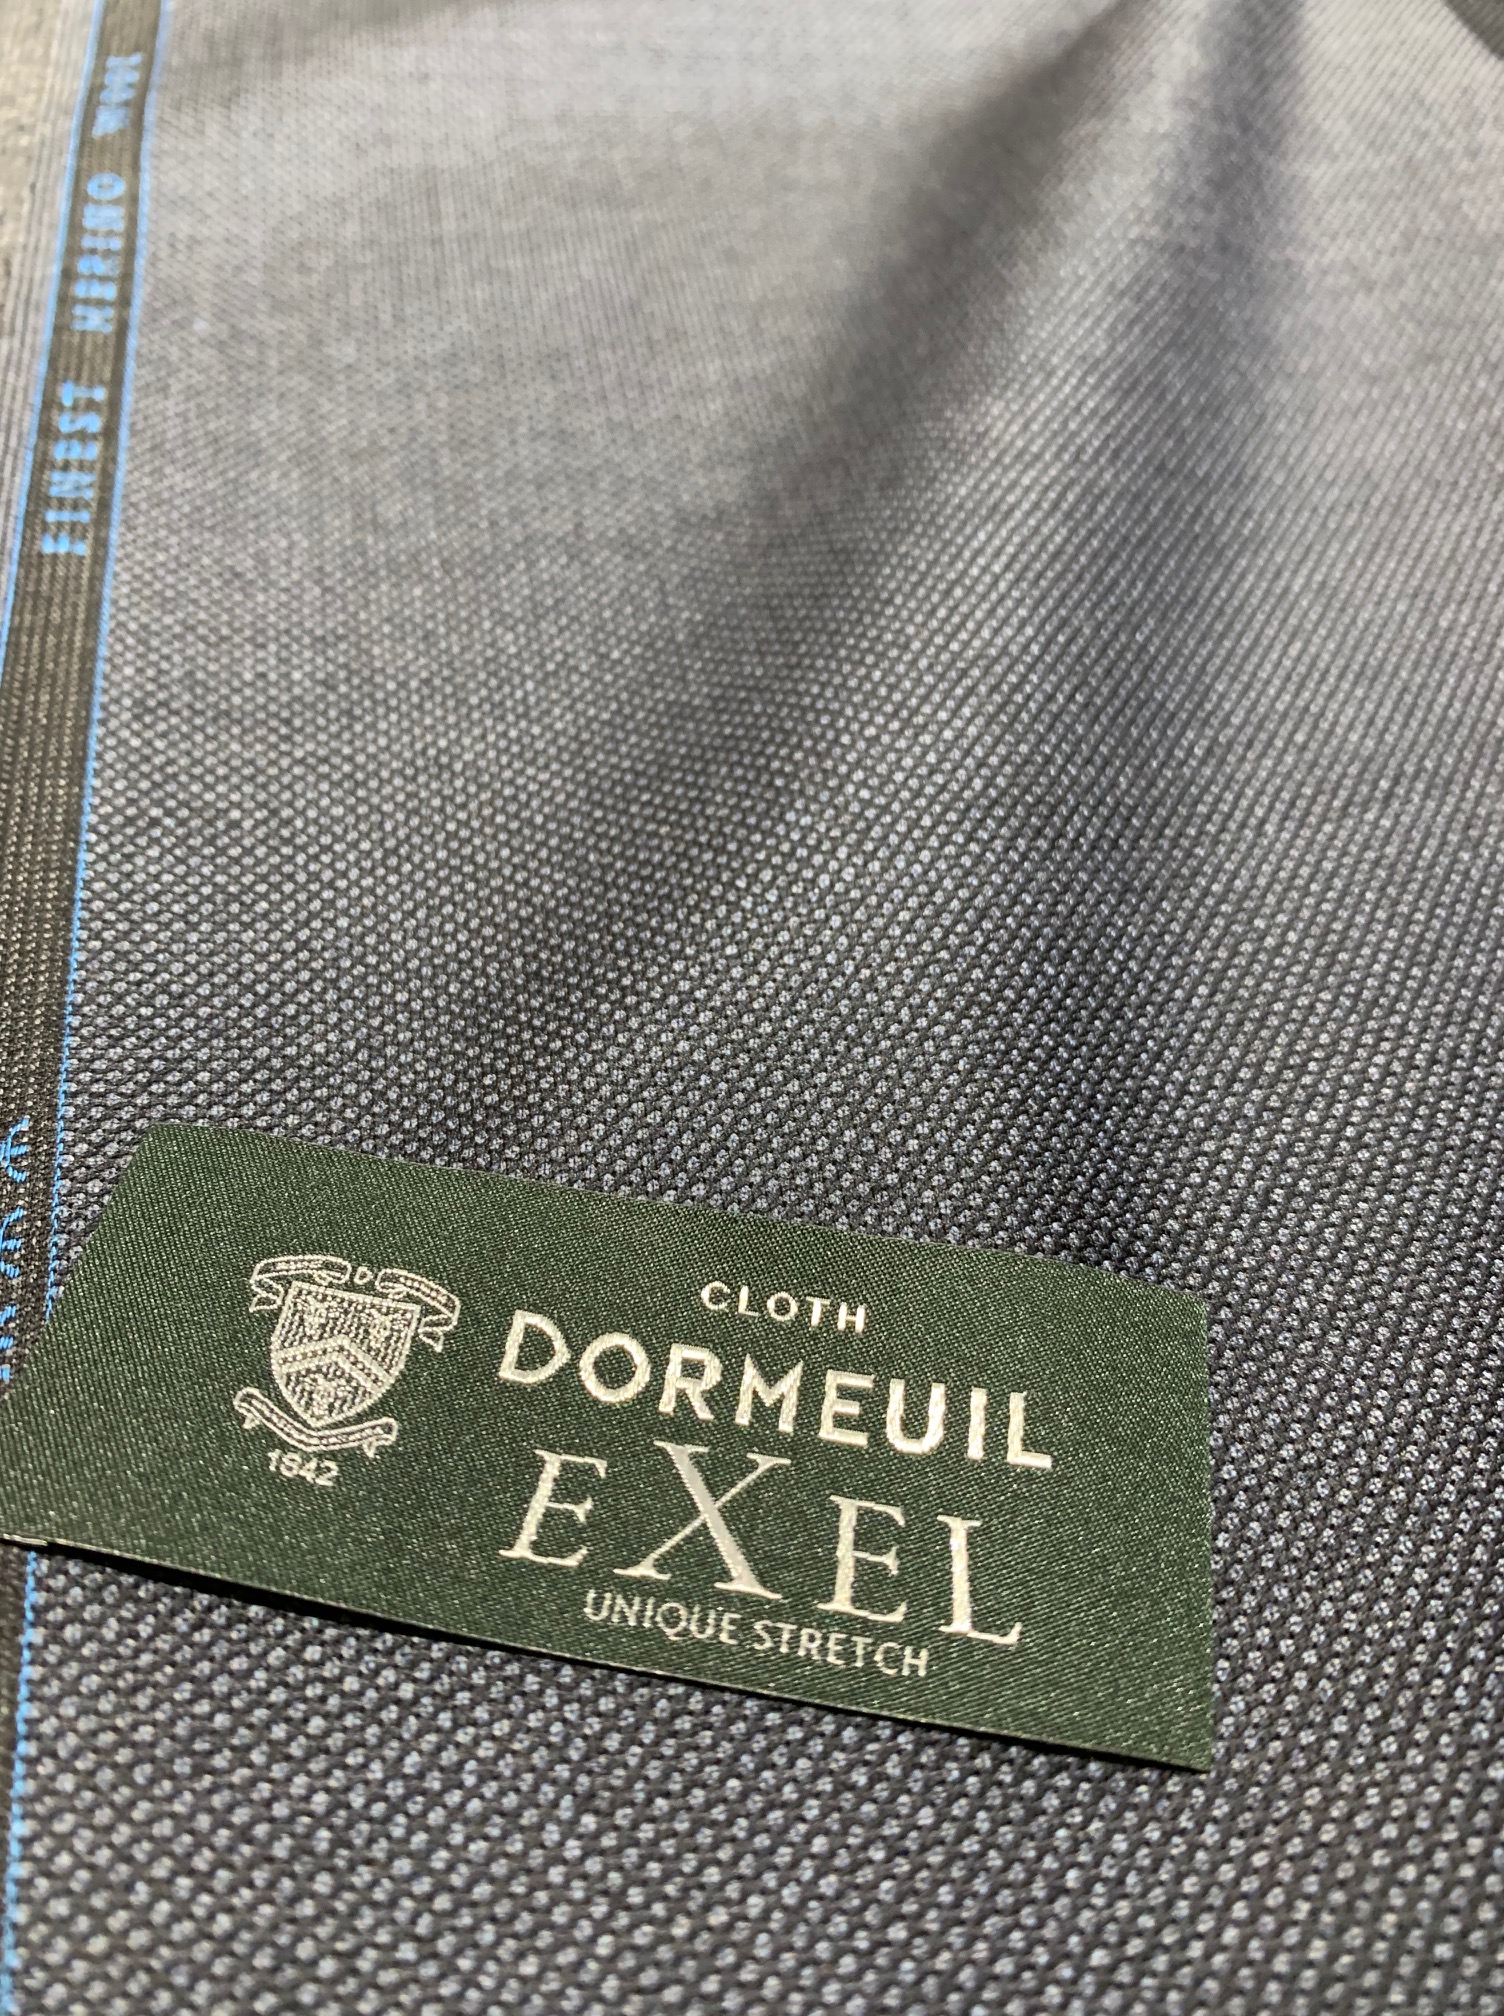 FINEST MERINO WOOL
D
1842
CLOTH
DORMEUIL
EXEL
UNIQUE STRETCH